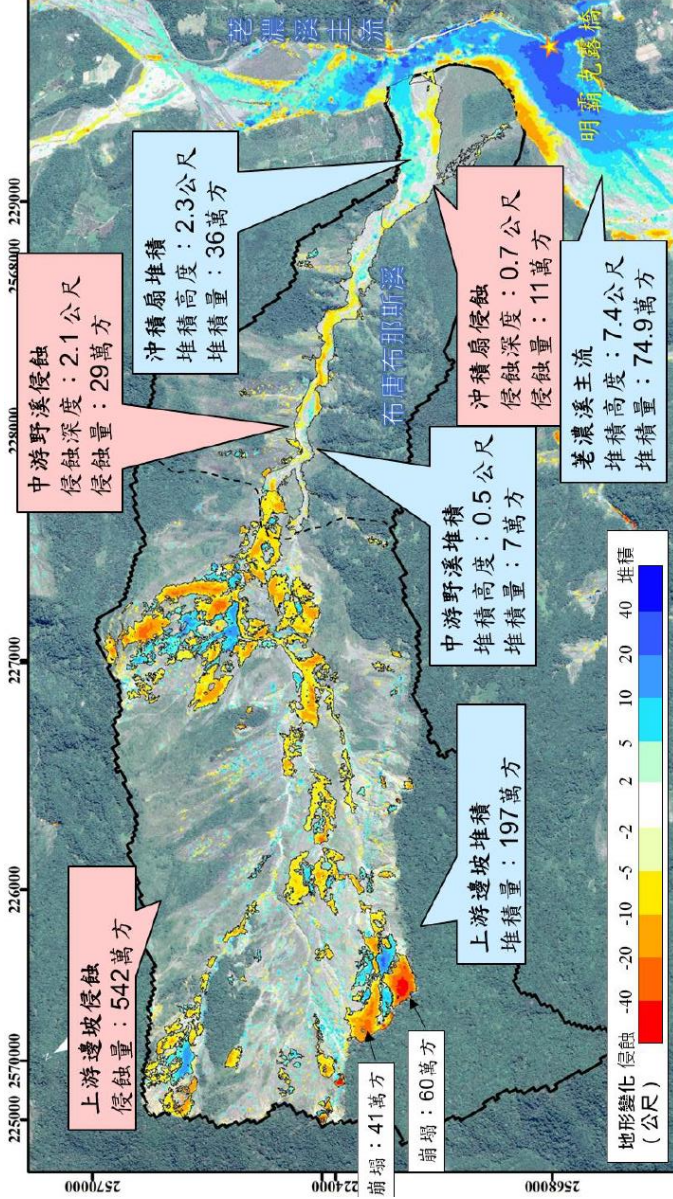 225000
2570000
226000
227000
228000
2568000
229000
2570000
224000
2568000
上游邊坡侵蝕
侵蝕量：542萬方
中游野溪侵蝕
侵蝕深度：2.1公尺
侵蝕量：29萬方
沖積扇堆積
堆積高度：2.3公尺
堆積量：36萬方
荖濃溪主流
明霸克露橋
布唐布那斯溪
崩塌：41萬方
崩塌：60萬方
上游邊坡堆積
堆積量：197萬方
中游野溪堆積
堆積高度：0.5公尺
堆積量：7萬方
沖積扇侵蝕
侵蝕深度：0.7公尺
侵蝕量：11萬方
荖濃溪主流
堆積高度：7.4公尺
堆積量：74.9萬方
地形變化
（公尺）
侵蝕 -40 -20 -10 -5 -2 2 5 10 20 40 堆積